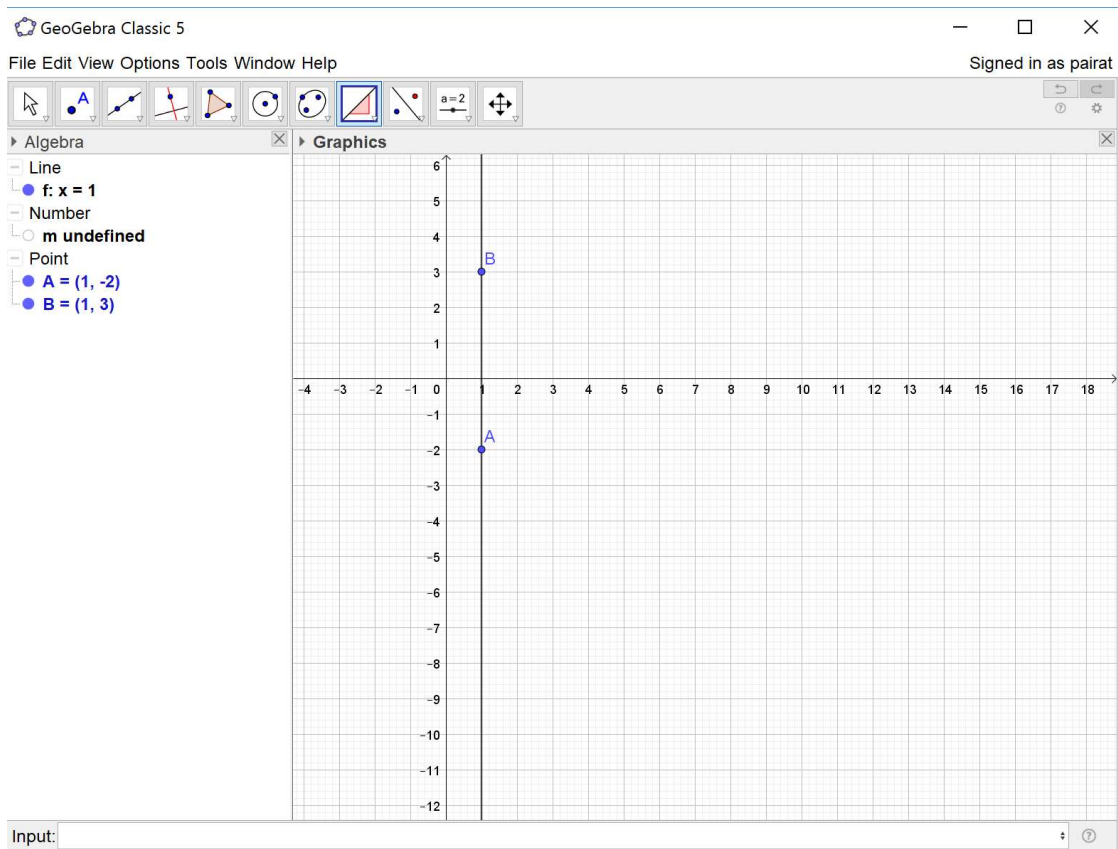 GeoGebra Classic 5
File Edit View Options Tools Window Help
Signed in as pairat
A
a=2
Algebra
Graphics
Line
f: x = 1
Number
m undefined
Point
A = (1, -2)
B = (1, 3)
6
5
4
B
3
2
1
−4 −3 −2 −1 0 1 2 3 4 5 6 7 8 9 10 11 12 13 14 15 16 17 18
−1
A
−2
−3
−4
−5
−6
−7
−8
−9
−10
−11
−12
Input: